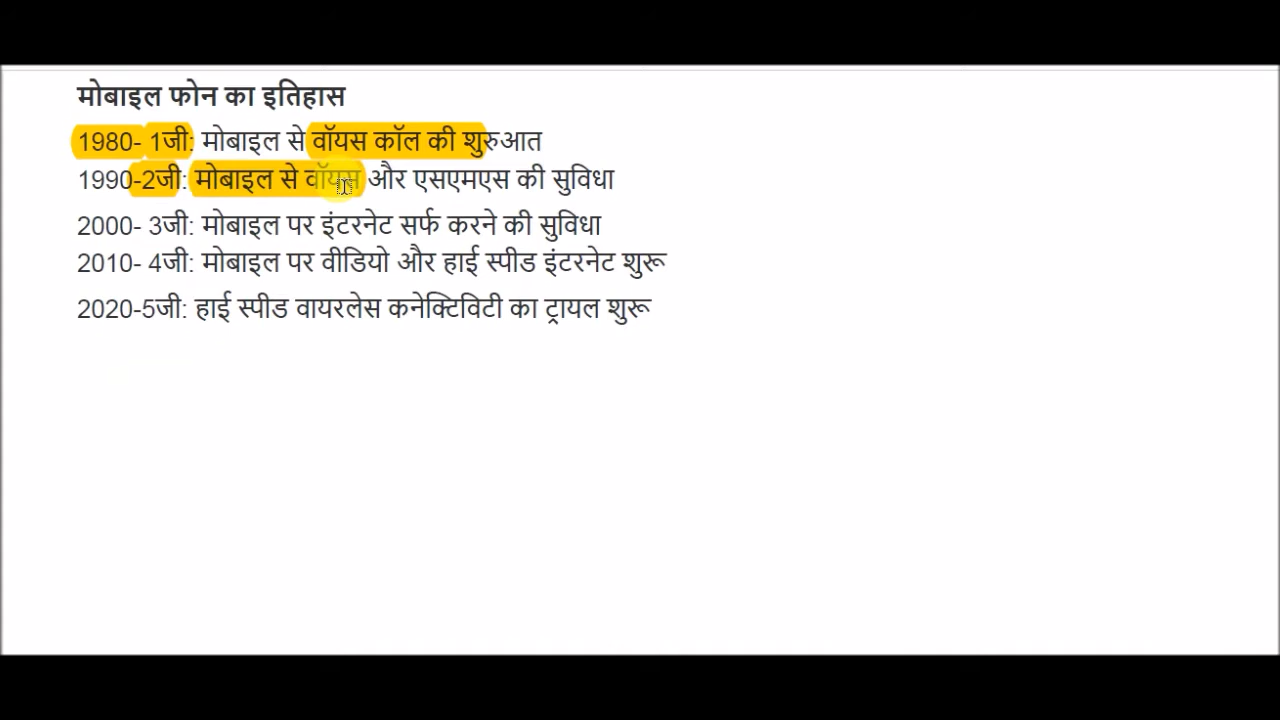 मोबाइल फोन का इतिहास
1980- 1जी: मोबाइल से वॉयस कॉल की शुरुआत
1990-2जी: मोबाइल से वॉयस और एसएमएस की सुविधा
2000- 3जी: मोबाइल पर इंटरनेट सर्फ करने की सुविधा
2010- 4जी: मोबाइल पर वीडियो और हाई स्पीड इंटरनेट शुरू
2020-5जी: हाई स्पीड वायरलेस कनेक्टिविटी का ट्रायल शुरू